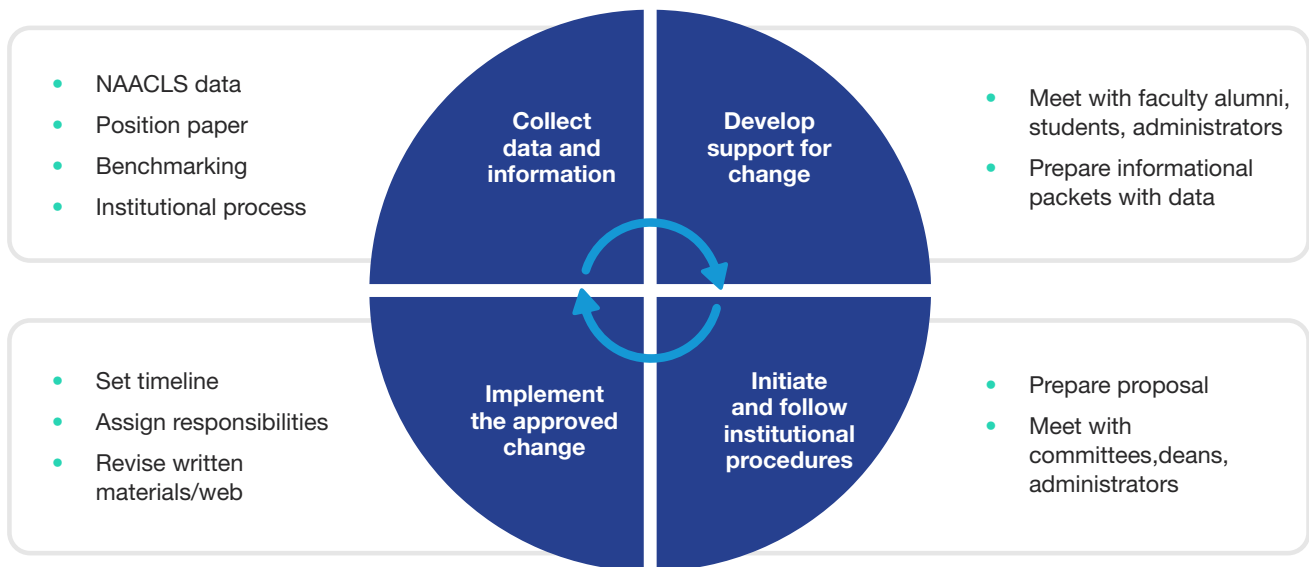 NAACLS data
Position paper
Benchmarking
Institutional process
Collect
data and
information
Develop
support for
change
Meet with faculty alumni,
students, administrators
Prepare informational
packets with data
Set timeline
Assign responsibilities
Revise written
materials/web
Implement
the approved
change
Initiate
and follow
institutional
procedures
Prepare proposal
Meet with
committees,deans,
administrators